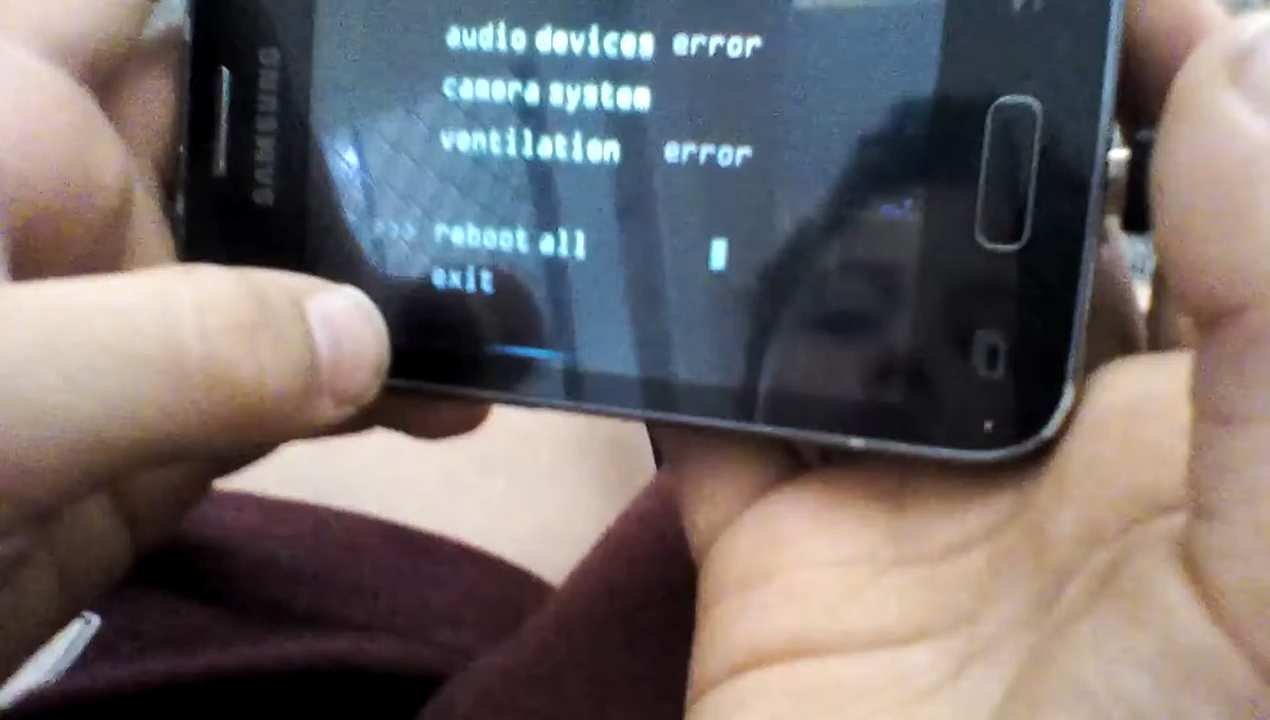 SAMSUNG
audio devices error
camera system
ventilation error
>>> reboot all
exit